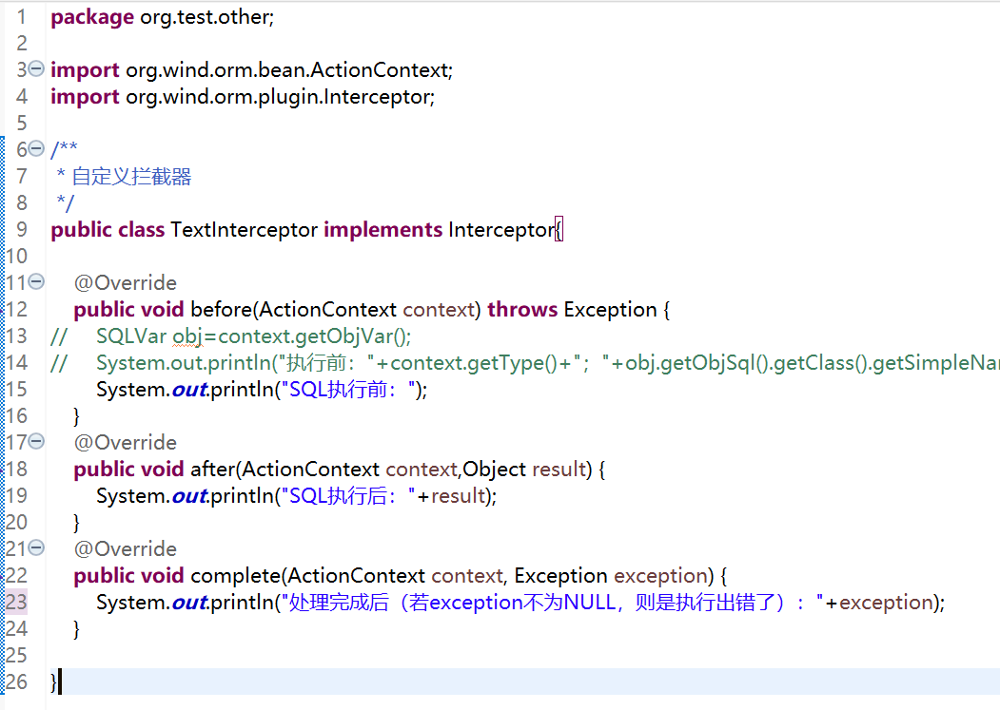 1 package org.test.other;
2
3 import org.wind.orm.bean.ActionContext;
4 import org.wind.orm.plugin.Interceptor;
5
6 /**
7 * 自定义拦截器
8 */
9 public class TextInterceptor implements Interceptor{
10
11 @Override
12 public void before(ActionContext context) throws Exception {
13 // SQLVar obj=context.getObjVar();
14 // System.out.println("执行前："+context.getType()+"；"+obj.getObjSql().getClass().getSimpleNa
15 System.out.println("SQL执行前：");
16 }
17 @Override
18 public void after(ActionContext context,Object result) {
19 System.out.println("SQL执行后："+result);
20 }
21 @Override
22 public void complete(ActionContext context, Exception exception) {
23 System.out.println("处理完成后（若exception不为NULL，则是执行出错了）："+exception);
24 }
25
26 }